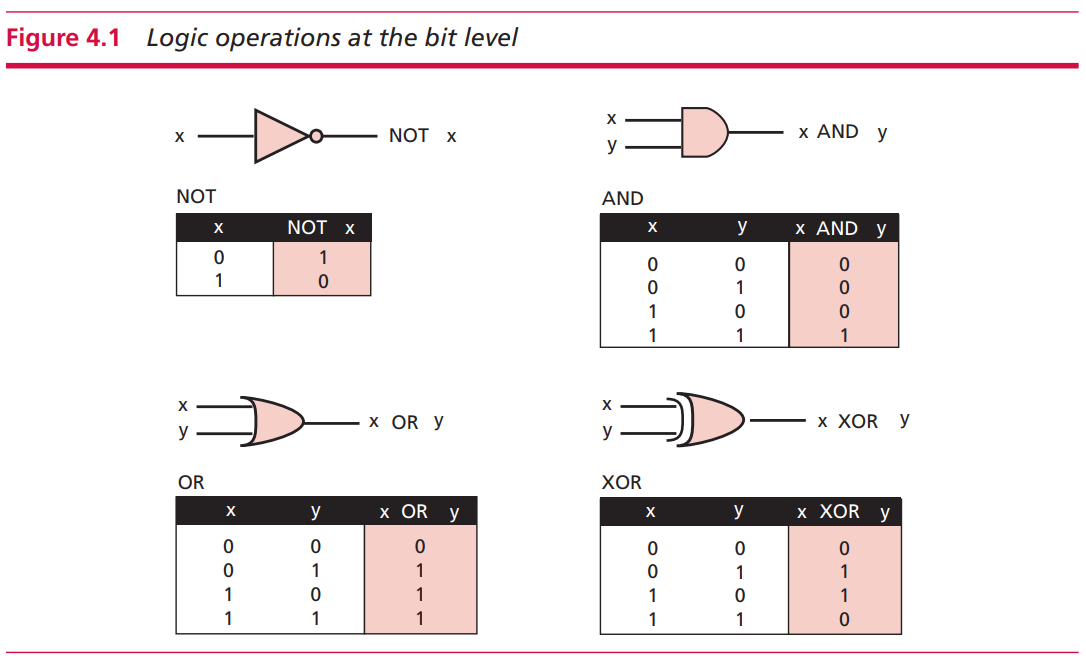 Figure 4.1 Logic operations at the bit level
x NOT x
NOT
x NOT x
0 1
1 0
x
y
x AND y
AND
x y x AND y
0 0 0
0 1 0
1 0 0
1 1 1
x
y
x OR y
OR
x y x OR y
0 0 0
0 1 1
1 0 1
1 1 1
x
y
x XOR y
XOR
x y x XOR y
0 0 0
0 1 1
1 0 1
1 1 0